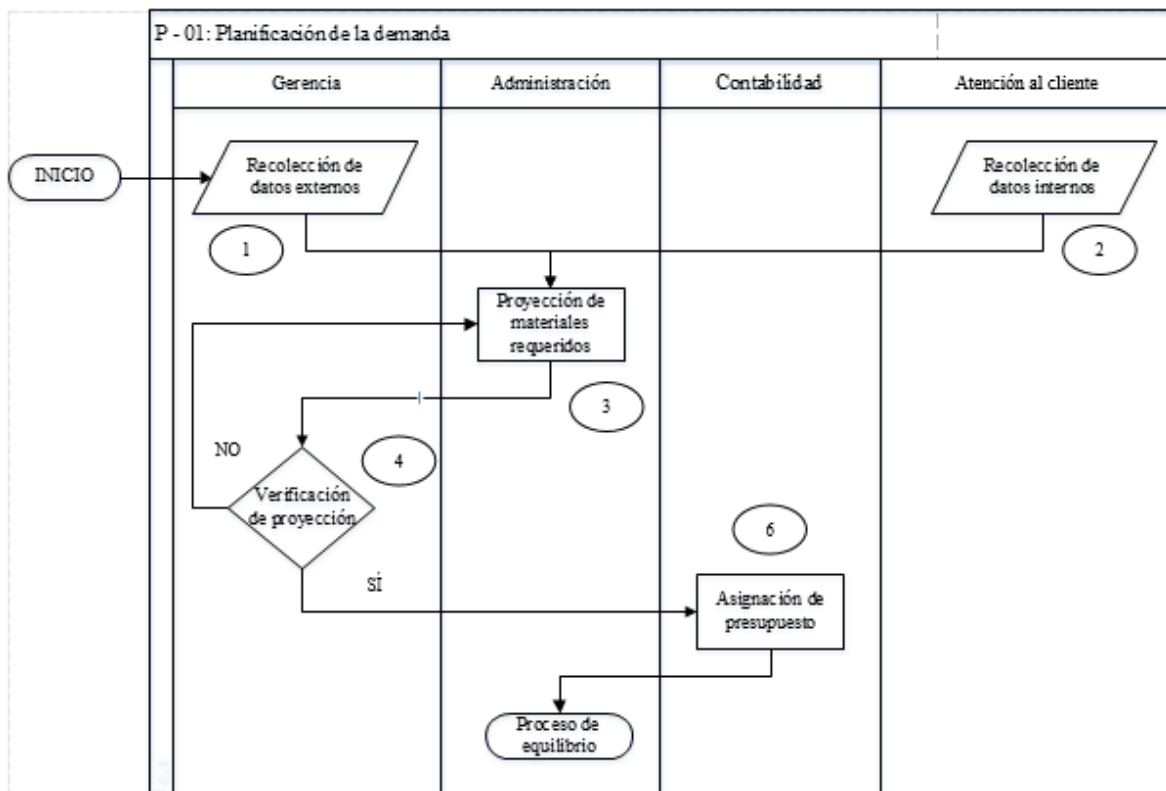 P - 01: Planificación de la demanda
Gerencia
Administración
Contabilidad
Atención al cliente
INICIO
Recolección de
datos externos
Recolección de
datos internos
1
2
Proyección de
materiales
requeridos
3
NO
4
Verificación
de proyección
6
SÍ
Asignación de
presupuesto
Proceso de
equilibrio